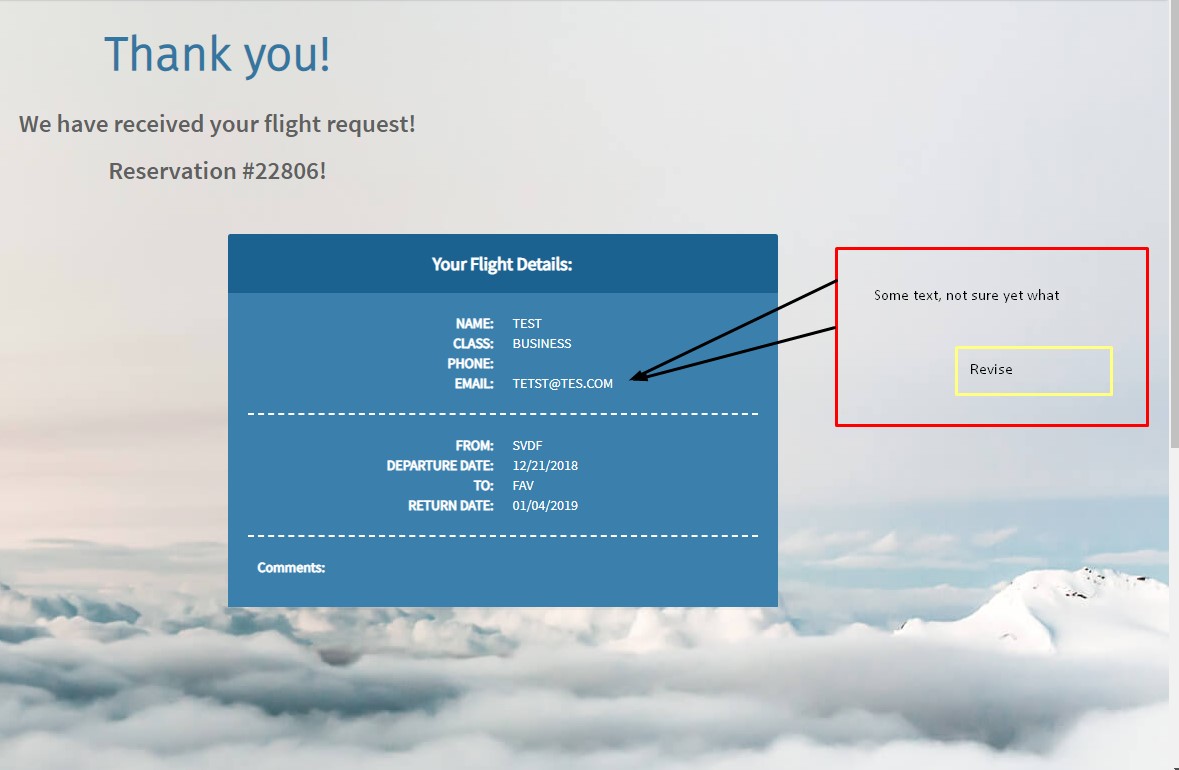 Thank you!
We have received your flight request!
Reservation #22806!
Your Flight Details:
NAME: TEST
CLASS: BUSINESS
PHONE:
EMAIL: TETST@TES.COM
FROM: SVDF
DEPARTURE DATE: 12/21/2018
TO: FAV
RETURN DATE: 01/04/2019
Comments:
Some text, not sure yet what
Revise